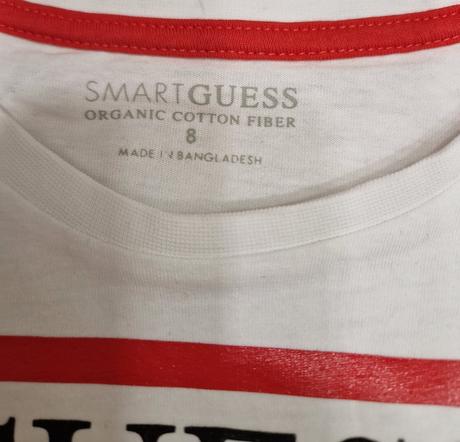 SMARTGUESS
ORGANIC COTTON FIBER
8
MADE IN BANGLADESH